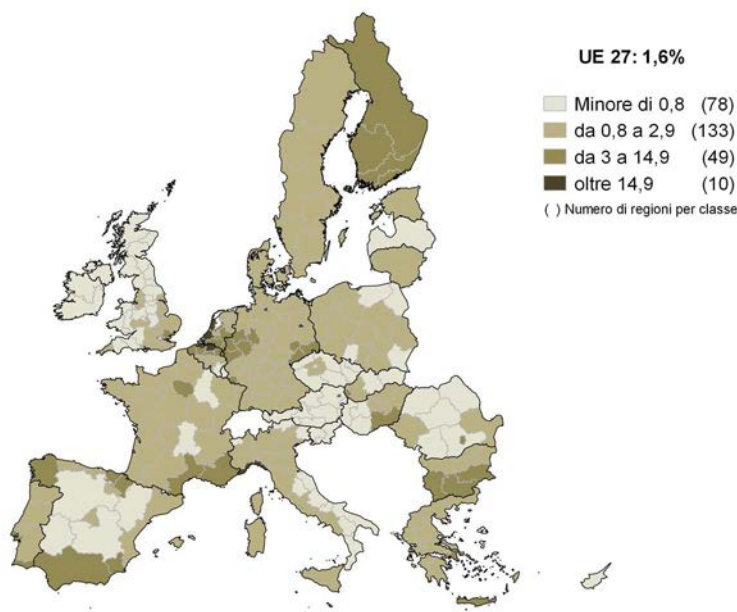 UE 27: 1,6%
Minore di 0,8 (78)
da 0,8 a 2,9 (133)
da 3 a 14,9 (49)
oltre 14,9 (10)
( ) Numero di regioni per classe